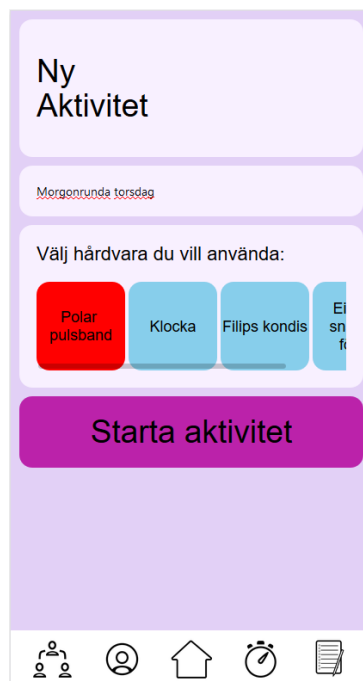 Ny
Aktivitet
Morgonrunda torsdag
Välj hårdvara du vill använda:
Polar
pulsband
Klocka
Filips kondis
Starta aktivitet